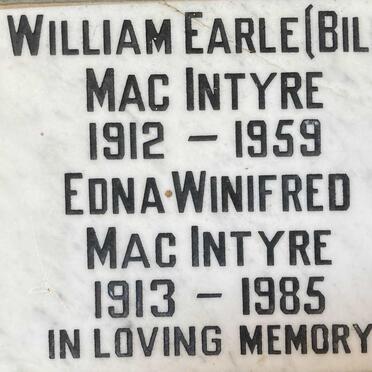 WILLIAM EARLE (BIL
MAC INTYRE
1912 - 1959
EDNA WINIFRED
MAC INTYRE
1913 - 1985
IN LOVING MEMORY